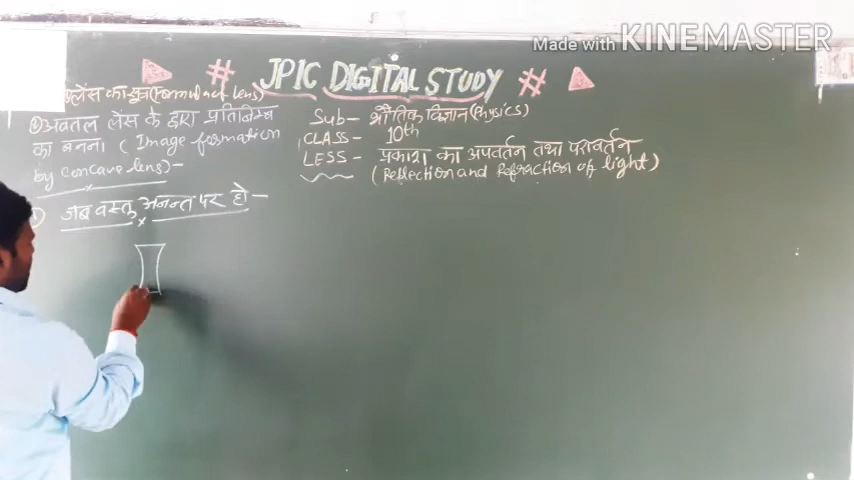 Made with KINEMASTER
# JPIC DIGITAL STUDY #
लेंस का सूत्र (Formula of lens)
② अवतल लेंस के द्वारा प्रतिबिम्ब
का बनना (Image formation
by concave lens)-
जब वस्तु अनन्त पर हो-
Sub- भौतिक विज्ञान (Physics)
CLASS- 10th
LESS- प्रकाश का अपवर्तन तथा परावर्तन
(Reflection and Refraction of light)